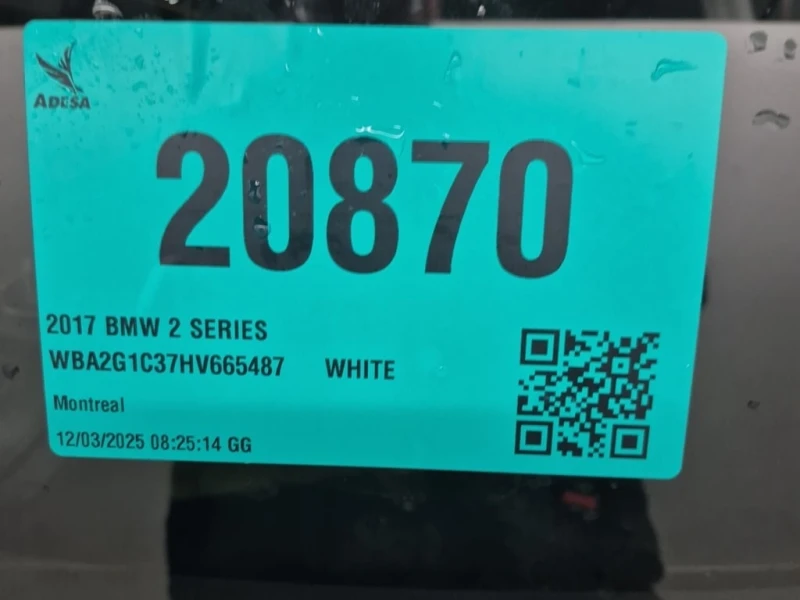 ADESA
20870
2017 BMW 2 SERIES
WBA2G1C37HV665487 WHITE
Montreal
12/03/2025 08:25:14 GG